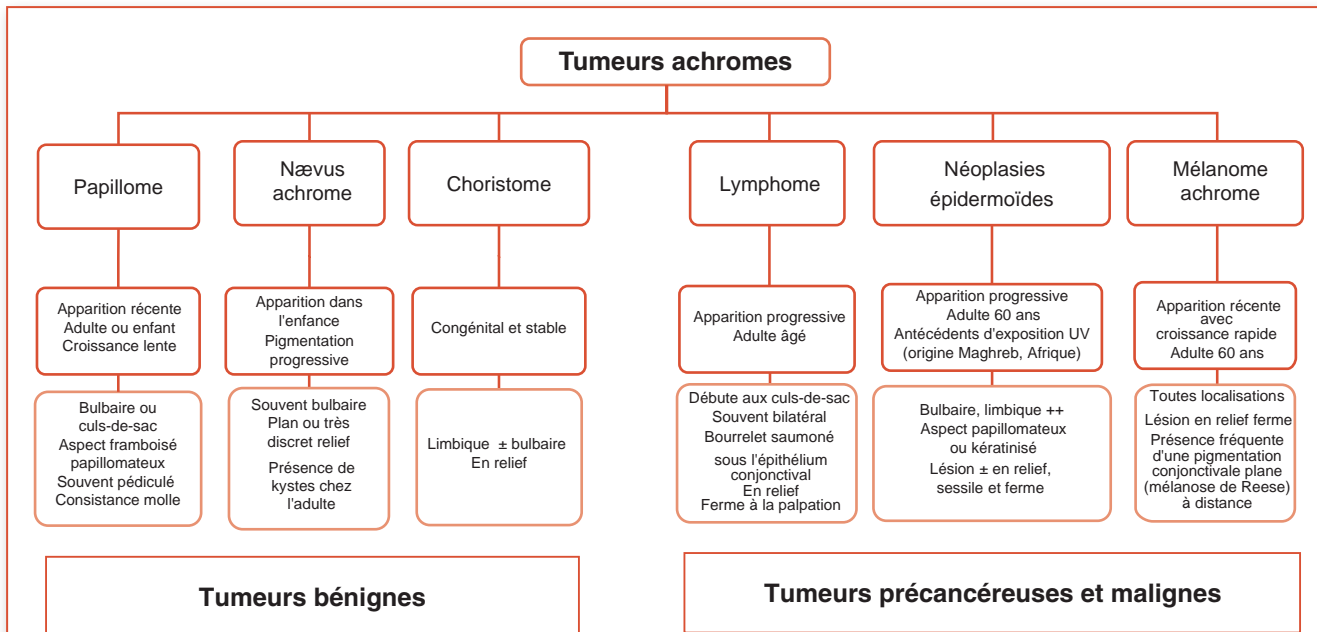 Tumeurs achromes
Papillome
Nævus
achrome
Choristome
Lymphome
Néoplasies
épidermoïdes
Mélanome
achrome
Apparition récente
Adulte ou enfant
Croissance lente
Apparition dans
l'enfance
Pigmentation
progressive
Congénital et stable
Apparition progressive
Adulte âgé
Apparition progressive
Adulte 60 ans
Antécédents d'exposition UV
(origine Maghreb, Afrique)
Apparition récente
avec
croissance rapide
Adulte 60 ans
Bulbaire ou
culs-de-sac
Aspect framboisé
papillomateux
Souvent pédiculé
Consistance molle
Souvent bulbaire
Plan ou très
discret relief
Présence de
kystes chez
l'adulte
Limbique ± bulbaire
En relief
Débute aux culs-de-sac
Souvent bilatéral
Bourrelet saumoné
sous l'épithélium
conjonctival
En relief
Ferme à la palpation
Bulbaire, limbique ++
Aspect papillomateux
ou kératinisé
Lésion ± en relief,
sessile et ferme
Toutes localisations
Lésion en relief ferme
Présence fréquente
d'une pigmentation
conjonctivale plane
(mélanose de Reese)
à distance
Tumeurs bénignes
Tumeurs précancéreuses et malignes